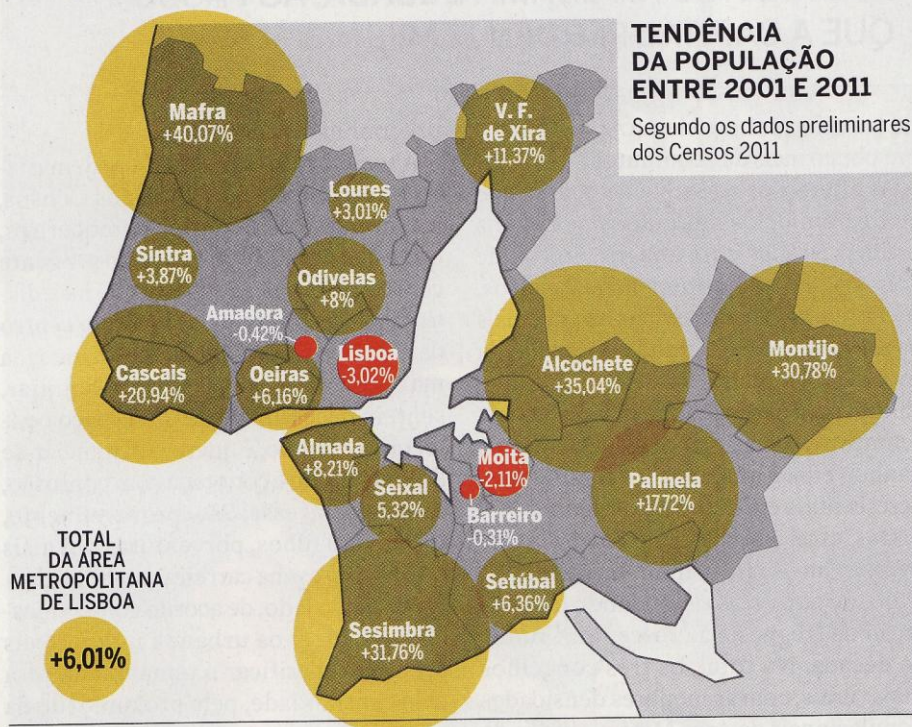 QUE A
TENDÊNCIA
DA POPULAÇÃO
ENTRE 2001 E 2011
Segundo os dados preliminares
dos Censos 2011
Mafra
+40,07%
V. F.
de Xira
+11,37%
Loures
+3,01%
Sintra
+3,87%
Odivelas
+8%
Amadora
-0,42%
Lisboa
-3,02%
Cascais
+20,94%
Oeiras
+6,16%
Alcochete
+35,04%
Montijo
+30,78%
Almada
+8,21%
Seixal
5,32%
Moita
-2,11%
Barreiro
-0,31%
Palmela
+17,72%
Setúbal
+6,36%
Sesimbra
+31,76%
TOTAL
DA ÁREA
METROPOLITANA
DE LISBOA
+6,01%